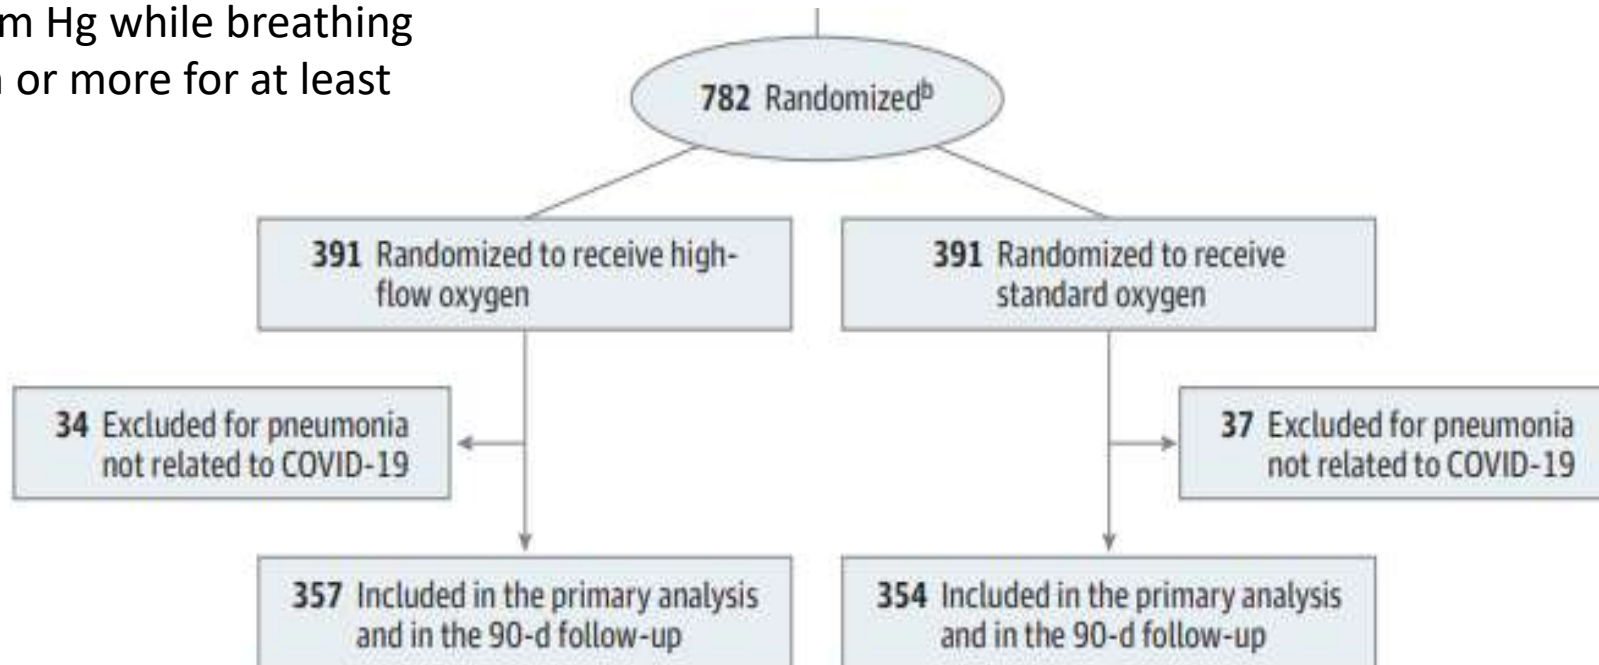 m Hg while breathing
or more for at least
782 Randomizedᵇ
391 Randomized to receive high-
flow oxygen
391 Randomized to receive
standard oxygen
34 Excluded for pneumonia
not related to COVID-19
37 Excluded for pneumonia
not related to COVID-19
357 Included in the primary analysis
and in the 90-d follow-up
354 Included in the primary analysis
and in the 90-d follow-up